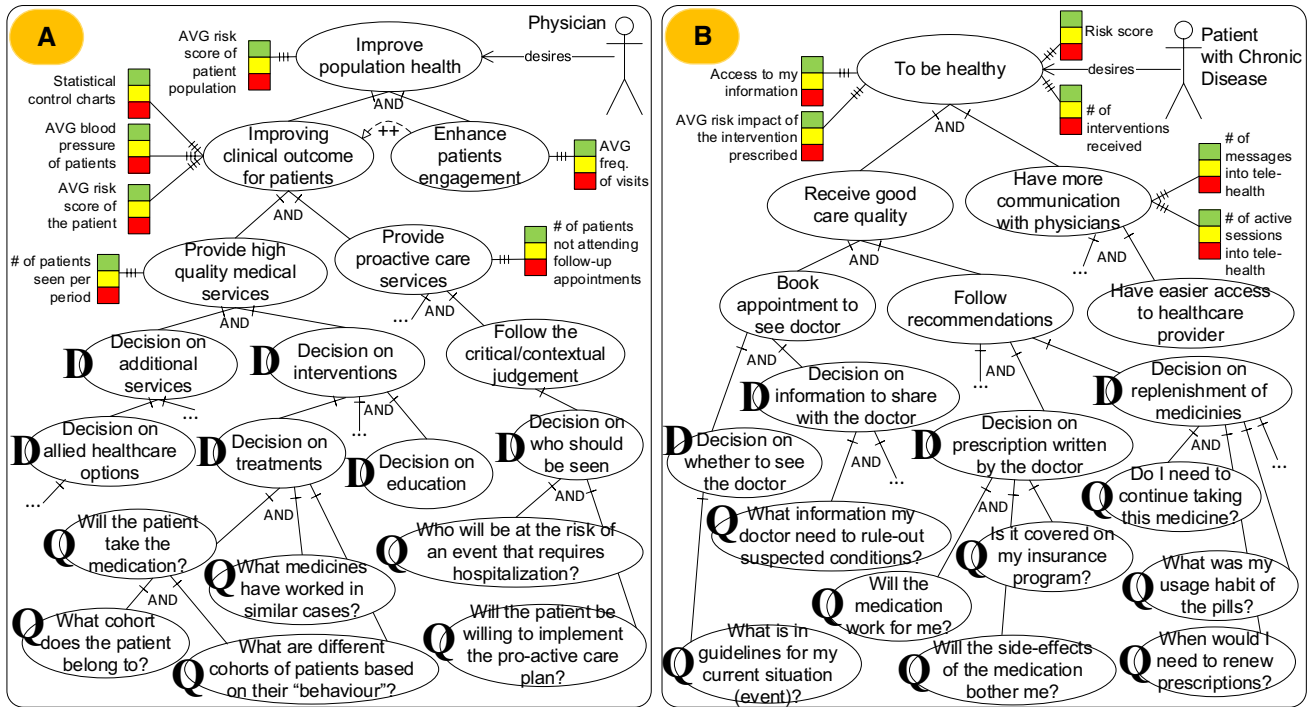 A
Physician
AVG risk
score of
patient
population
Improve
population health
desires
AND
Statistical
control charts
AVG blood
pressure
of patients
AVG risk
score of
the patient
Improving
clinical outcome
for patients
++
Enhance
patients
engagement
AVG
freq.
of visits
AND
# of patients
seen per
period
Provide high
quality medical
services
Provide
proactive care
services
# of patients
not attending
follow-up
appointments
AND
...
AND
D
Decision on
additional
services
D
Decision on
interventions
Follow the
critical/contextual
judgement
...
AND
...
D
Decision on
allied healthcare
options
...
D
Decision on
treatments
D
Decision on
education
D
Decision on
who should
be seen
AND
AND
Q
Will the patient
take the
medication?
Q
What medicines
have worked in
similar cases?
Q
Who will be at the risk of
an event that requires
hospitalization?
AND
Q
What cohort
does the patient
belong to?
Q
What are different
cohorts of patients based
on their “behaviour”?
Q
Will the patient be
willing to implement
the pro-active care
plan?
B
Patient
with Chronic
Disease
Risk score
Access to my
information
To be healthy
desires
AVG risk impact of
the intervention
prescribed
# of
interventions
received
AND
# of
messages
into tele-
health
# of active
sessions
into tele-
health
Receive good
care quality
Have more
communication
with physicians
AND
...
AND
Book
appointment to
see doctor
Follow
recommendations
Have easier access
to healthcare
provider
AND
...
AND
D
Decision on
information to share
with the doctor
D
Decision on
replenishment of
medicinies
D
Decision on
whether to see
the doctor
AND
...
D
Decision on
prescription written
by the doctor
AND
...
Q
Do I need to
continue taking
this medicine?
AND
Q
What information my
doctor need to rule-out
suspected conditions?
Q
Is it covered on
my insurance
program?
Q
Will the
medication
work for me?
Q
What was my
usage habit of
the pills?
Q
What is in
guidelines for my
current situation
(event)?
Q
Will the side-effects
of the medication
bother me?
Q
When would I
need to renew
prescriptions?